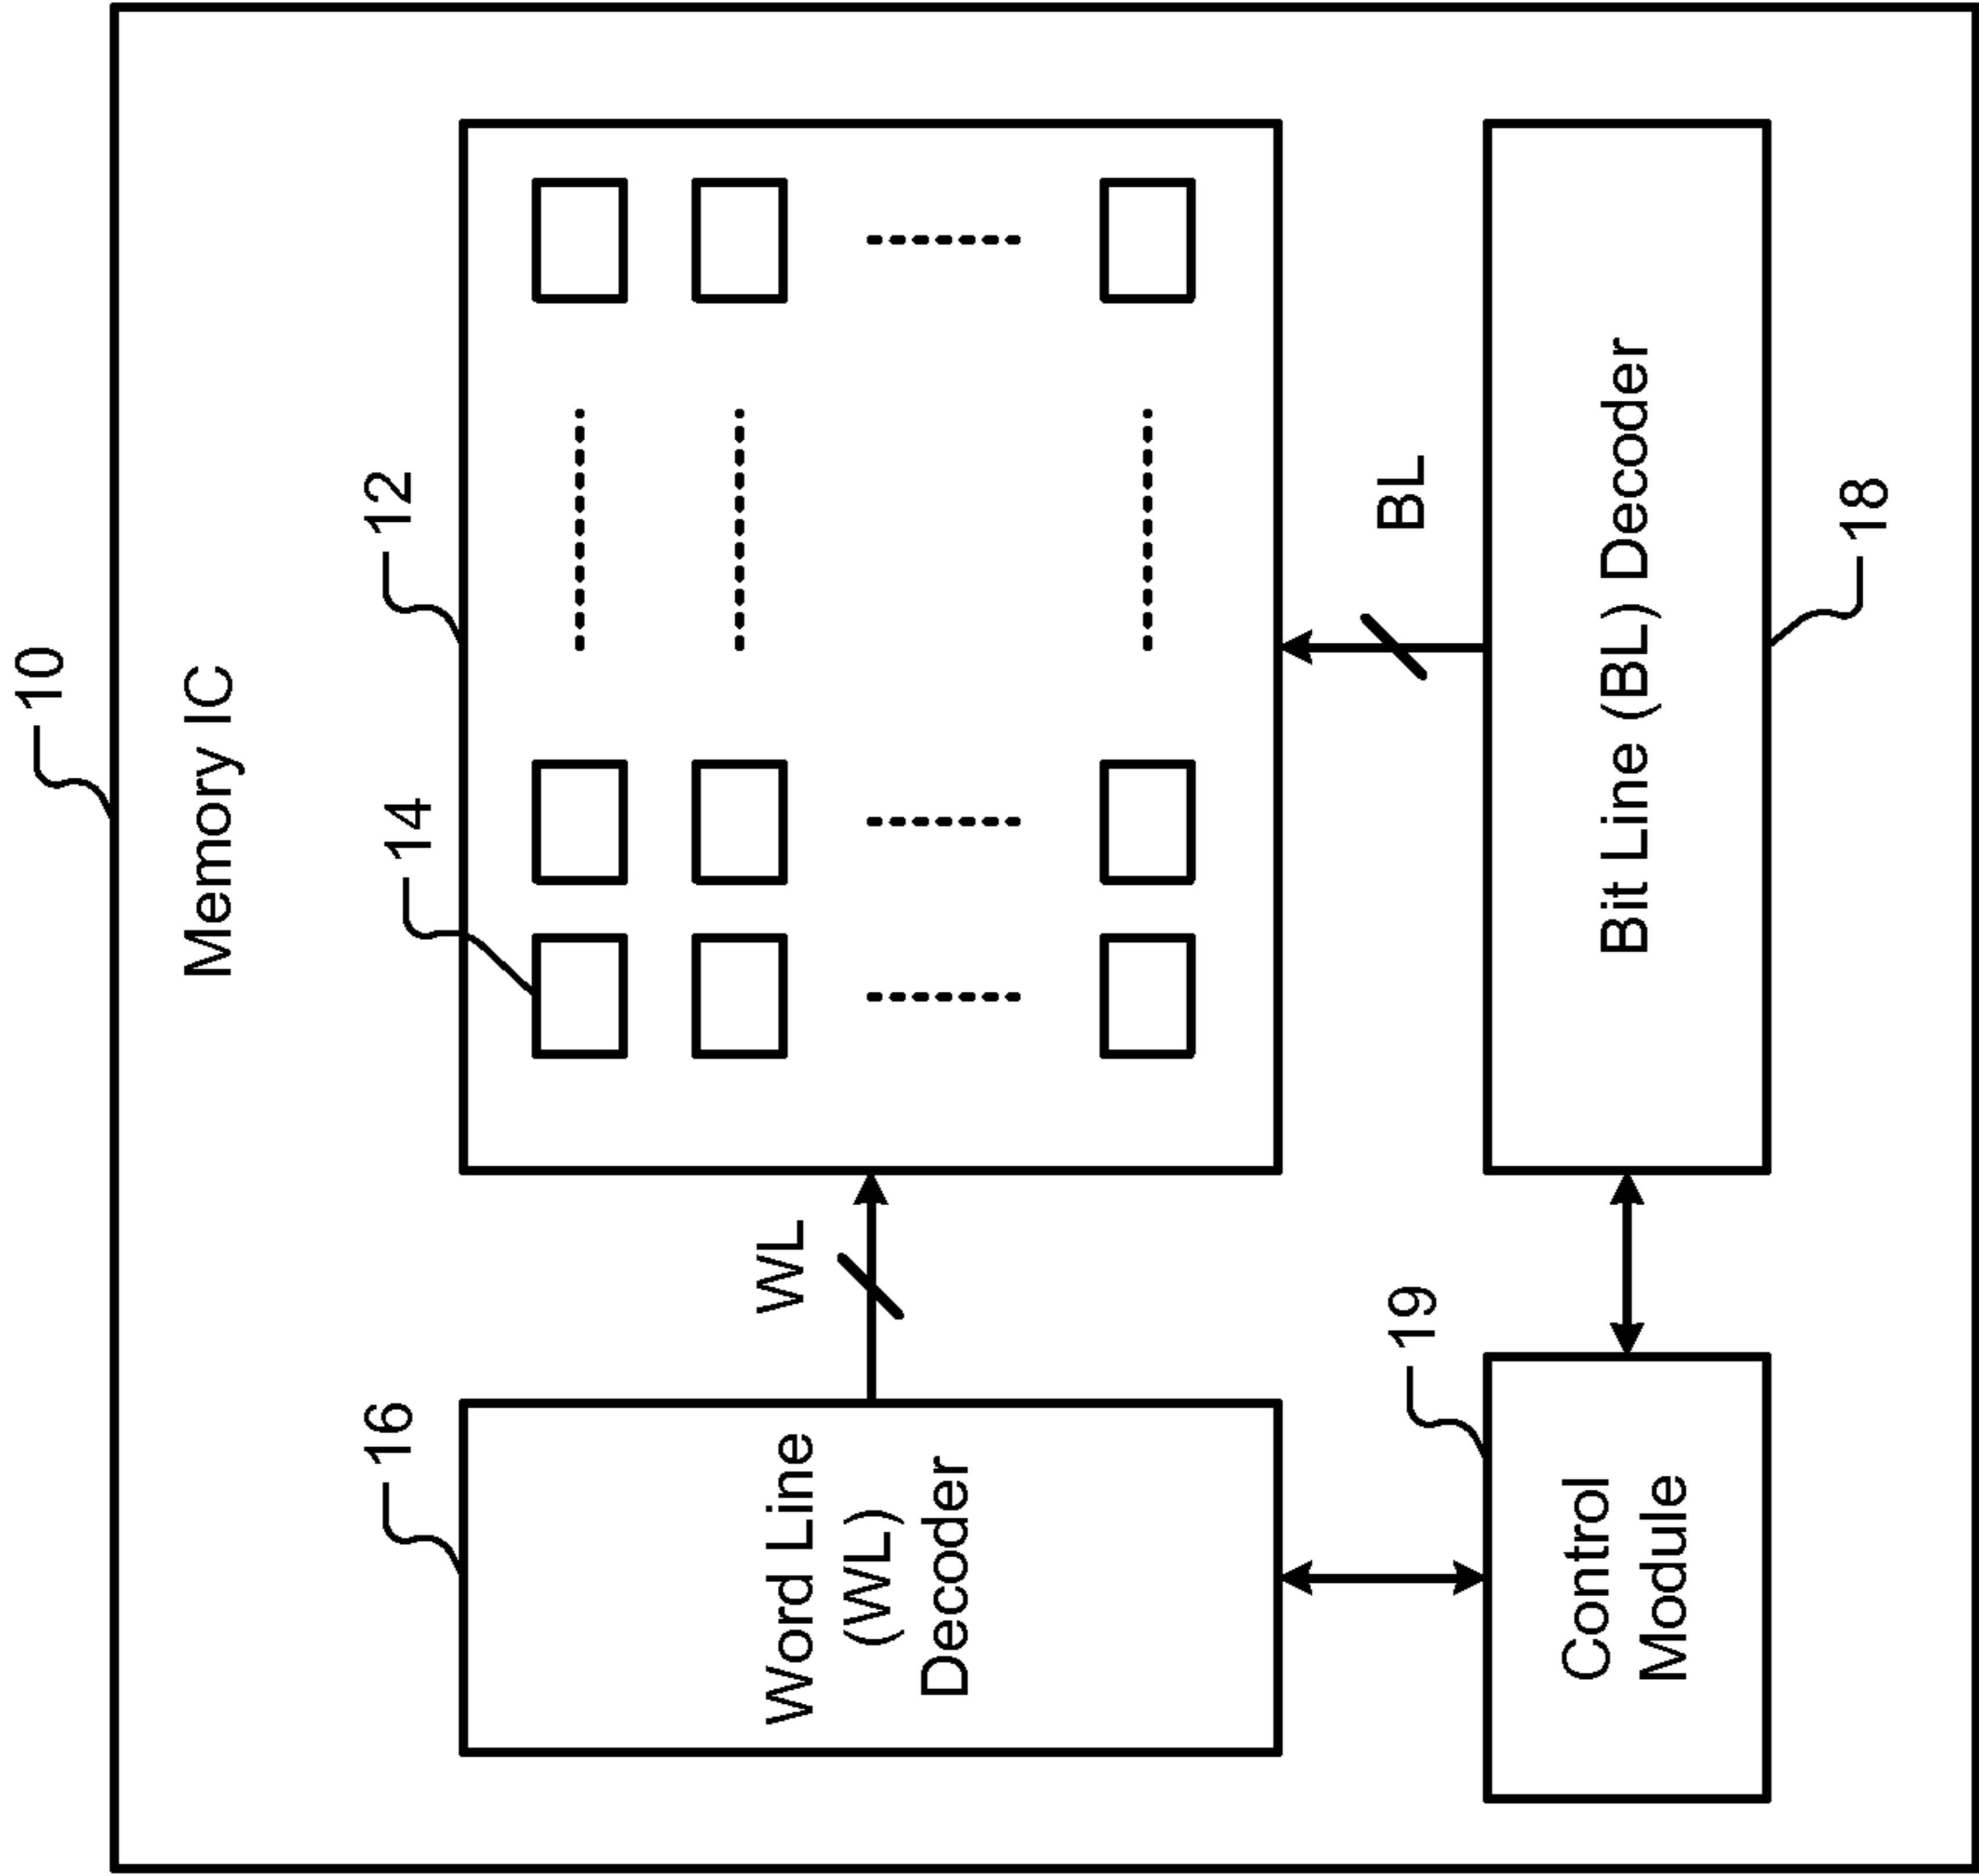 10
Memory IC
16
12
14
Word Line
(WL)
Decoder
WL
19
BL
Control
Module
Bit Line (BL) Decoder
18